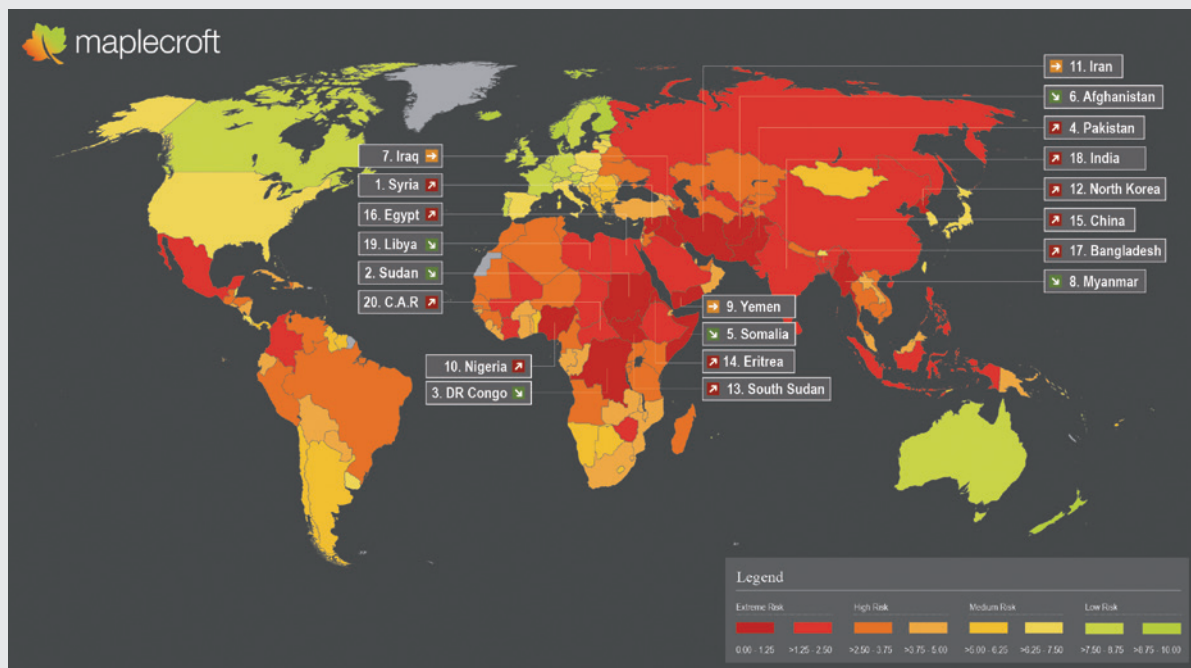 maplecroft
11. Iran
6. Afghanistan
7. Iraq
4. Pakistan
1. Syria
18. India
16. Egypt
12. North Korea
19. Libya
15. China
2. Sudan
17. Bangladesh
20. C.A.R
8. Myanmar
9. Yemen
5. Somalia
10. Nigeria
14. Eritrea
3. DR Congo
13. South Sudan
Legend
Extreme Risk High Risk Medium Risk Low Risk
0.00 - 1.25 >1.25 - 2.50 >2.50 - 3.75 >3.75 - 5.00 >5.00 - 6.25 >6.25 - 7.50 >7.50 - 8.75 >8.75 - 10.00